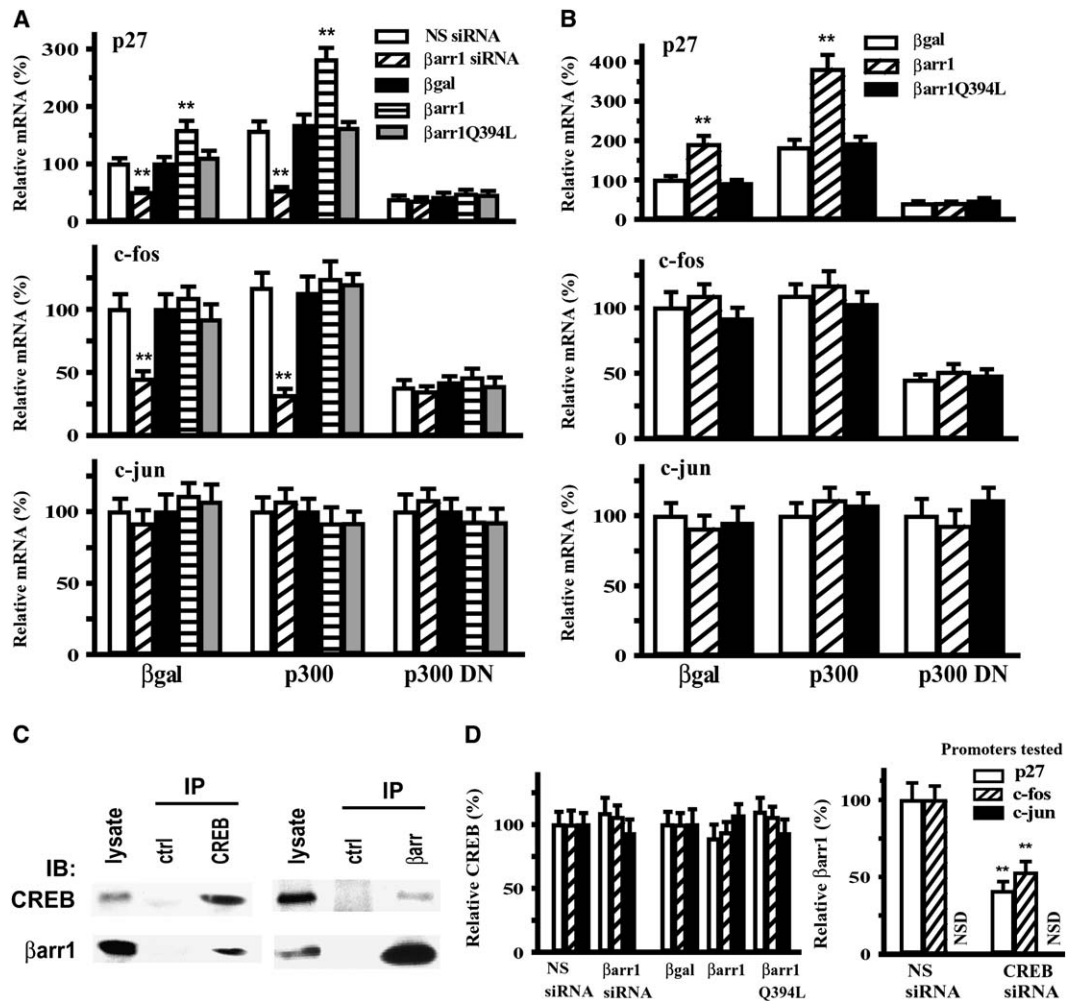 A
p27
Relative mRNA (%)
300
200
100
0
**
**
**
**
NS siRNA
βarr1 siRNA
βgal
βarr1
βarr1Q394L
c-fos
Relative mRNA (%)
100
50
0
**
**
c-jun
Relative mRNA (%)
100
50
0
βgal p300 p300 DN
B
p27
Relative mRNA (%)
400
300
200
100
0
**
**
βgal
βarr1
βarr1Q394L
c-fos
Relative mRNA (%)
100
50
0
c-jun
Relative mRNA (%)
100
50
0
βgal p300 p300 DN
C
IP IP
lysate ctrl CREB lysate ctrl βarr
IB:
CREB
βarr1
D
Relative CREB (%)
150
100
50
0
NS siRNA
βarr1 siRNA
βgal
βarr1
βarr1 Q394L
Promoters tested
p27
c-fos
c-jun
Relative βarr1 (%)
100
50
0
NSD
**
**
NSD
NS siRNA
CREB siRNA